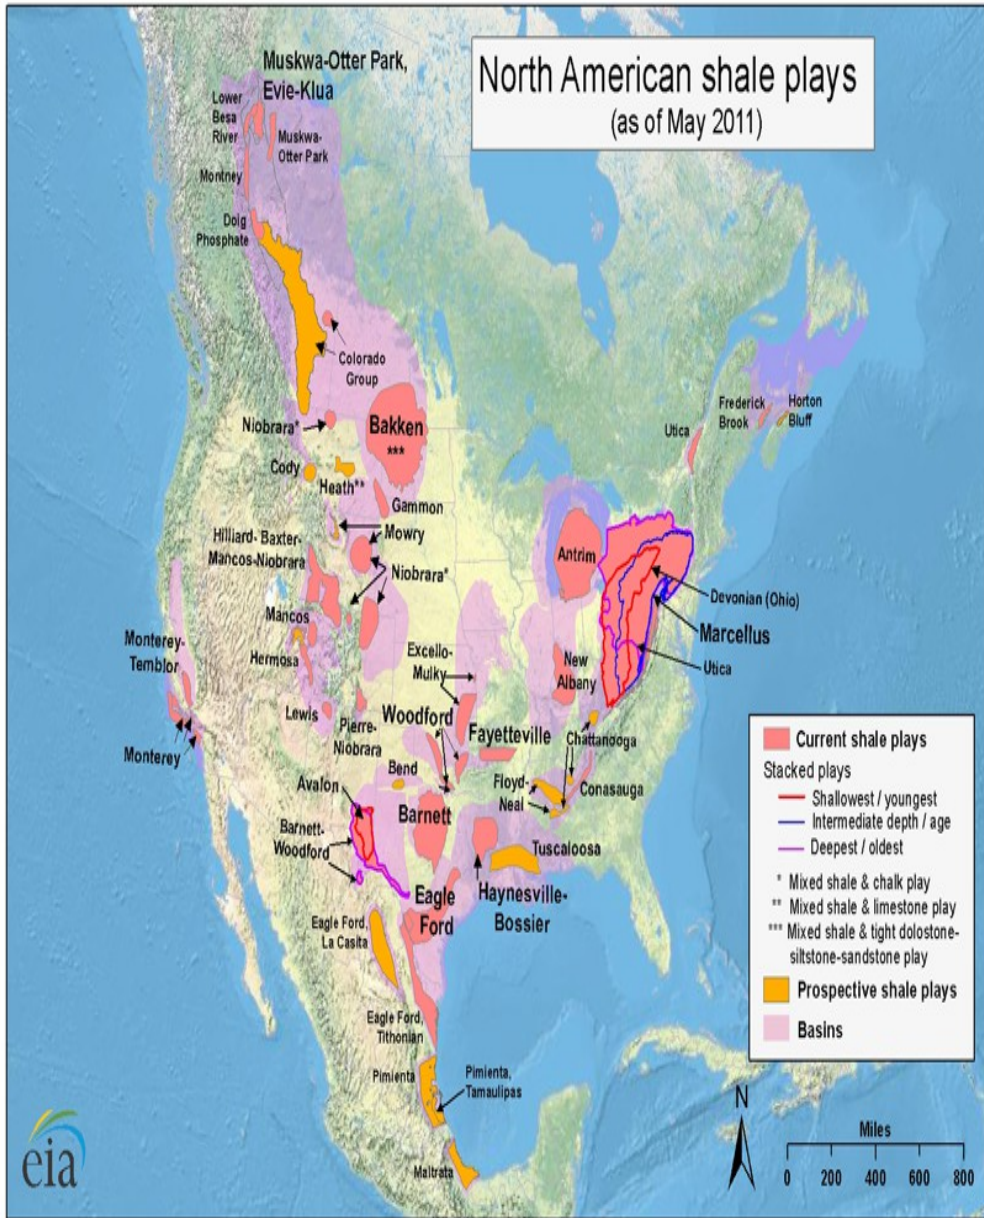 North American shale plays
(as of May 2011)
Muskwa-Otter Park,
Evie-Klua
Lower
Besa
River
Muskwa-
Otter Park
Montney
Doig
Phosphate
Colorado
Group
Niobrara*
Bakken
***
Cody
Heath**
Gammon
Mowry
Hilliard- Baxter-
Mancos-Niobrara
Niobrara*
Mancos
Hermosa
Monterey-
Temblor
Monterey
Lewis
Pierre-
Niobrara
Excello-
Mulky
Woodford
Fayetteville
Bend
Avalon
Barnett
Barnett-
Woodford
Eagle
Ford
Eagle Ford,
La Casita
Eagle Ford,
Tithonian
Pimienta
Pimienta,
Tamaulipas
Maltrata
Haynesville-
Bossier
Tuscaloosa
Floyd-
Neal
Conasauga
Chattanooga
New
Albany
Antrim
Devonian (Ohio)
Marcellus
Utica
Utica
Frederick
Brook
Horton
Bluff
Current shale plays
Stacked plays
Shallowest / youngest
Intermediate depth / age
Deepest / oldest
* Mixed shale & chalk play
** Mixed shale & limestone play
*** Mixed shale & tight dolostone-
siltstone-sandstone play
Prospective shale plays
Basins
N
Miles
0 200 400 600 800
eia